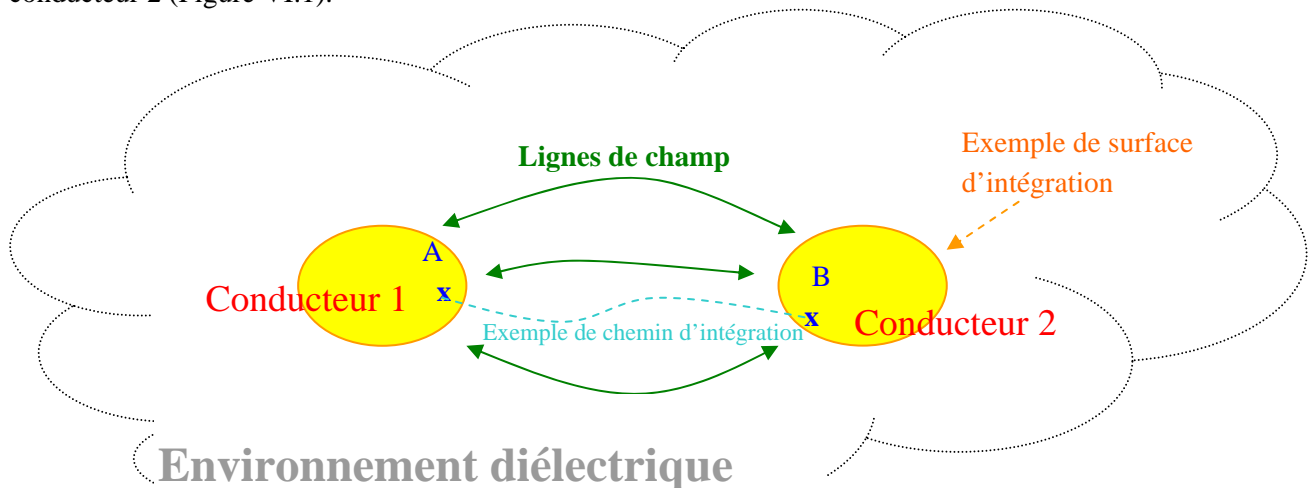 conducteur 2 (Figure VI.1).
Lignes de champ
Exemple de surface
d’intégration
A
B
x
Conducteur 1
x
Conducteur 2
Exemple de chemin d’intégration
Environnement diélectrique